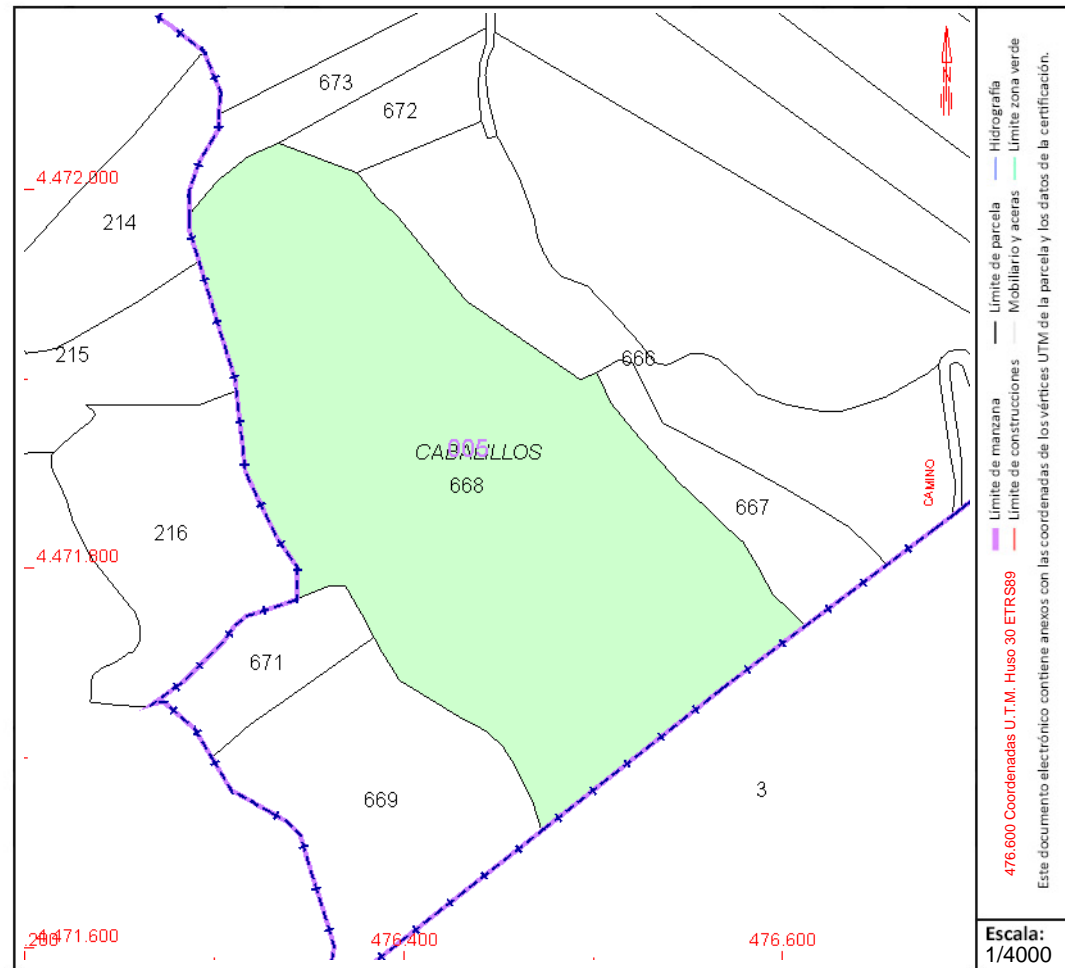 673
672
4.472.000
214
215
666
005
CABALILLOS
668
CAMINO
667
216
4.471.800
671
3
669
4.471.600
476.400
476.600
N
Límite de manzana
Límite de parcela
Hidrografía
Límite de construcciones
Mobiliario y aceras
Límite zona verde
476.600 Coordenadas U.T.M. Huso 30 ETRS89
Este documento electrónico contiene anexos con las coordenadas de los vértices UTM de la parcela y los datos de la certificación.
Escala:
1/4000